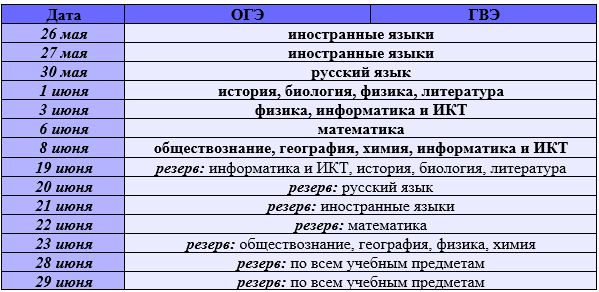 Дата ОГЭ ГВЭ
26 мая иностранные языки
27 мая иностранные языки
30 мая русский язык
1 июня история, биология, физика, литература
3 июня физика, информатика и ИКТ
6 июня математика
8 июня обществознание, география, химия, информатика и ИКТ
19 июня резерв: информатика и ИКТ, история, биология, литература
20 июня резерв: русский язык
21 июня резерв: иностранные языки
22 июня резерв: математика
23 июня резерв: обществознание, география, физика, химия
28 июня резерв: по всем учебным предметам
29 июня резерв: по всем учебным предметам